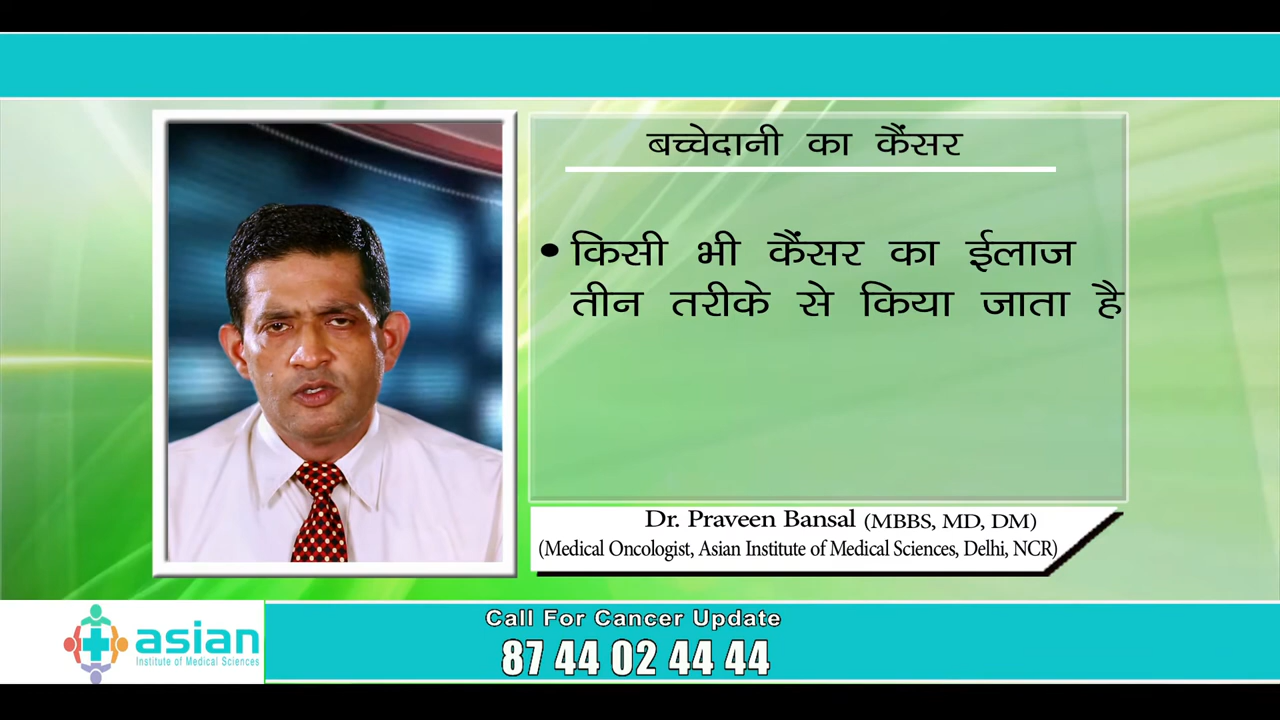 बच्चेदानी का कैंसर
• किसी भी कैंसर का ईलाज
तीन तरीके से किया जाता है
Dr. Praveen Bansal (MBBS, MD, DM)
(Medical Oncologist, Asian Institute of Medical Sciences, Delhi, NCR)
Call For Cancer Update
87 44 02 44 44
asian
Institute of Medical Sciences